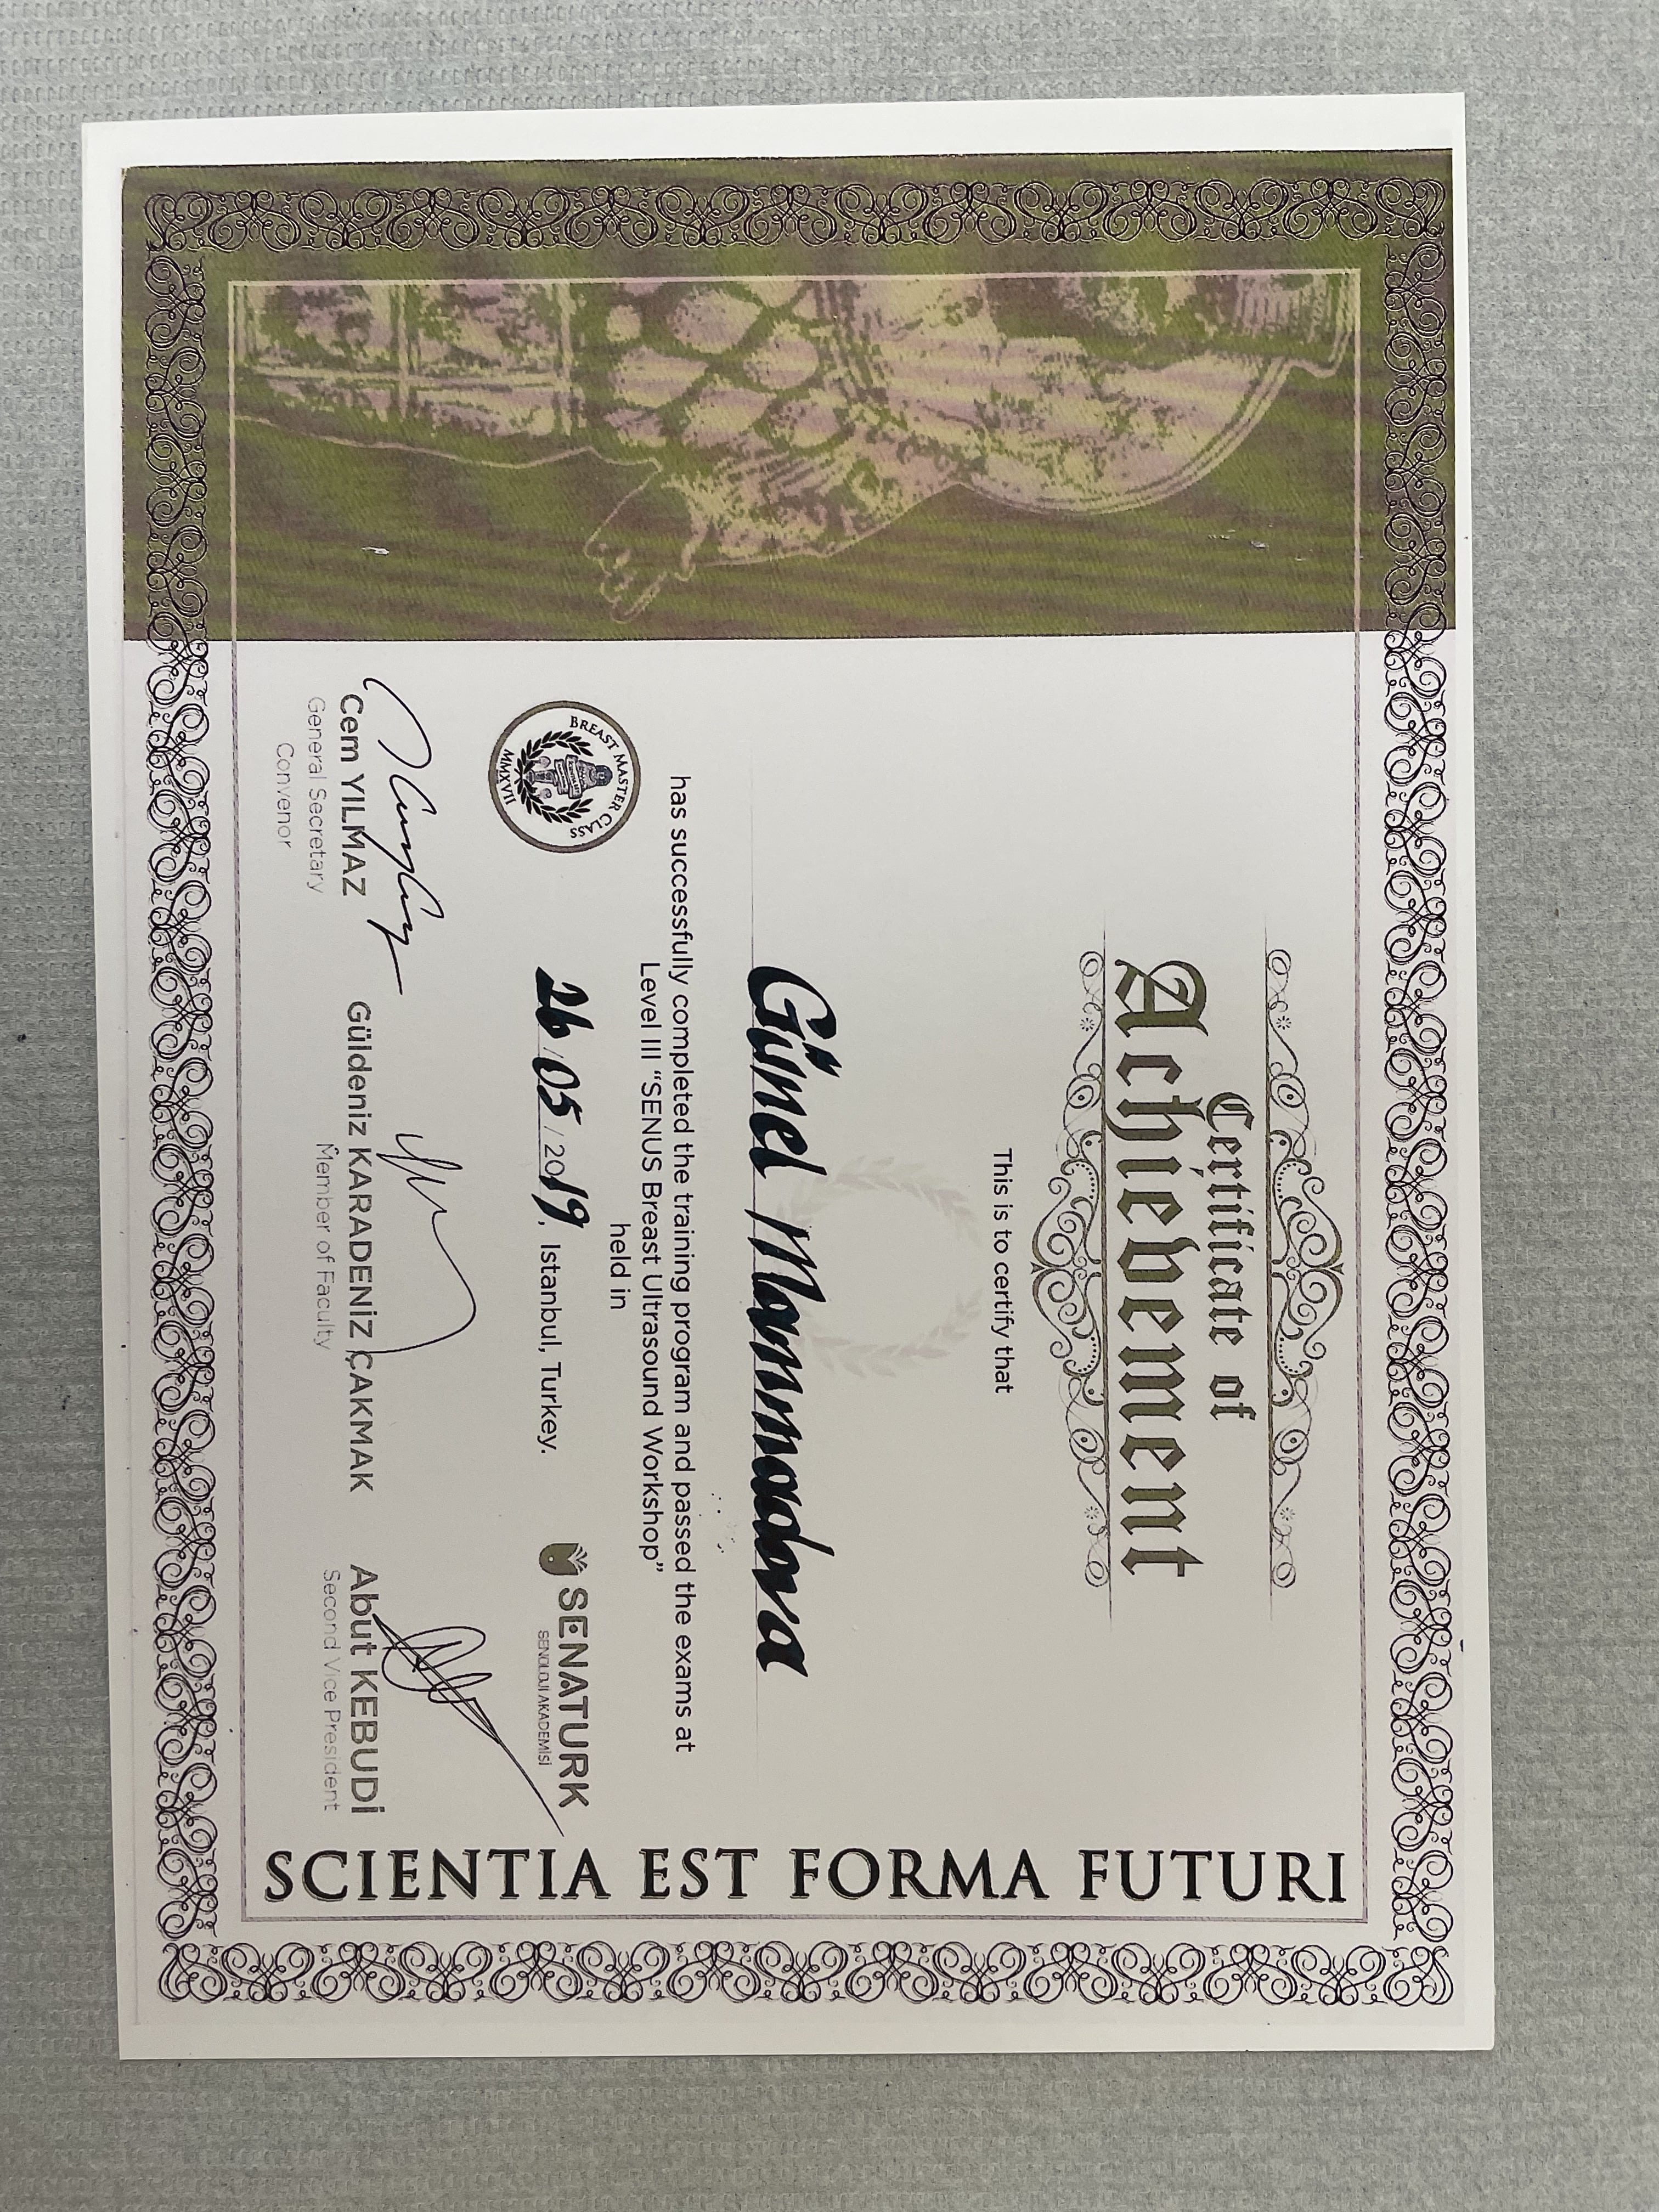 Certificate of
Achievement
This is to certify that
Günel Mammadova
has successfully completed the training program and passed the exams at
Level III “SENUS Breast Ultrasound Workshop”
held in
26/05/2019, Istanbul, Turkey.
BREAST MASTER CLASS
MMXVII
SENATURK
SENOLOJİ AKADEMİSİ
Cem YILMAZ
General Secretary
Convenor
Güldeniz KARADENİZ ÇAKMAK
Member of Faculty
Abut KEBUDİ
Second Vice President
SCIENTIA EST FORMA FUTURI